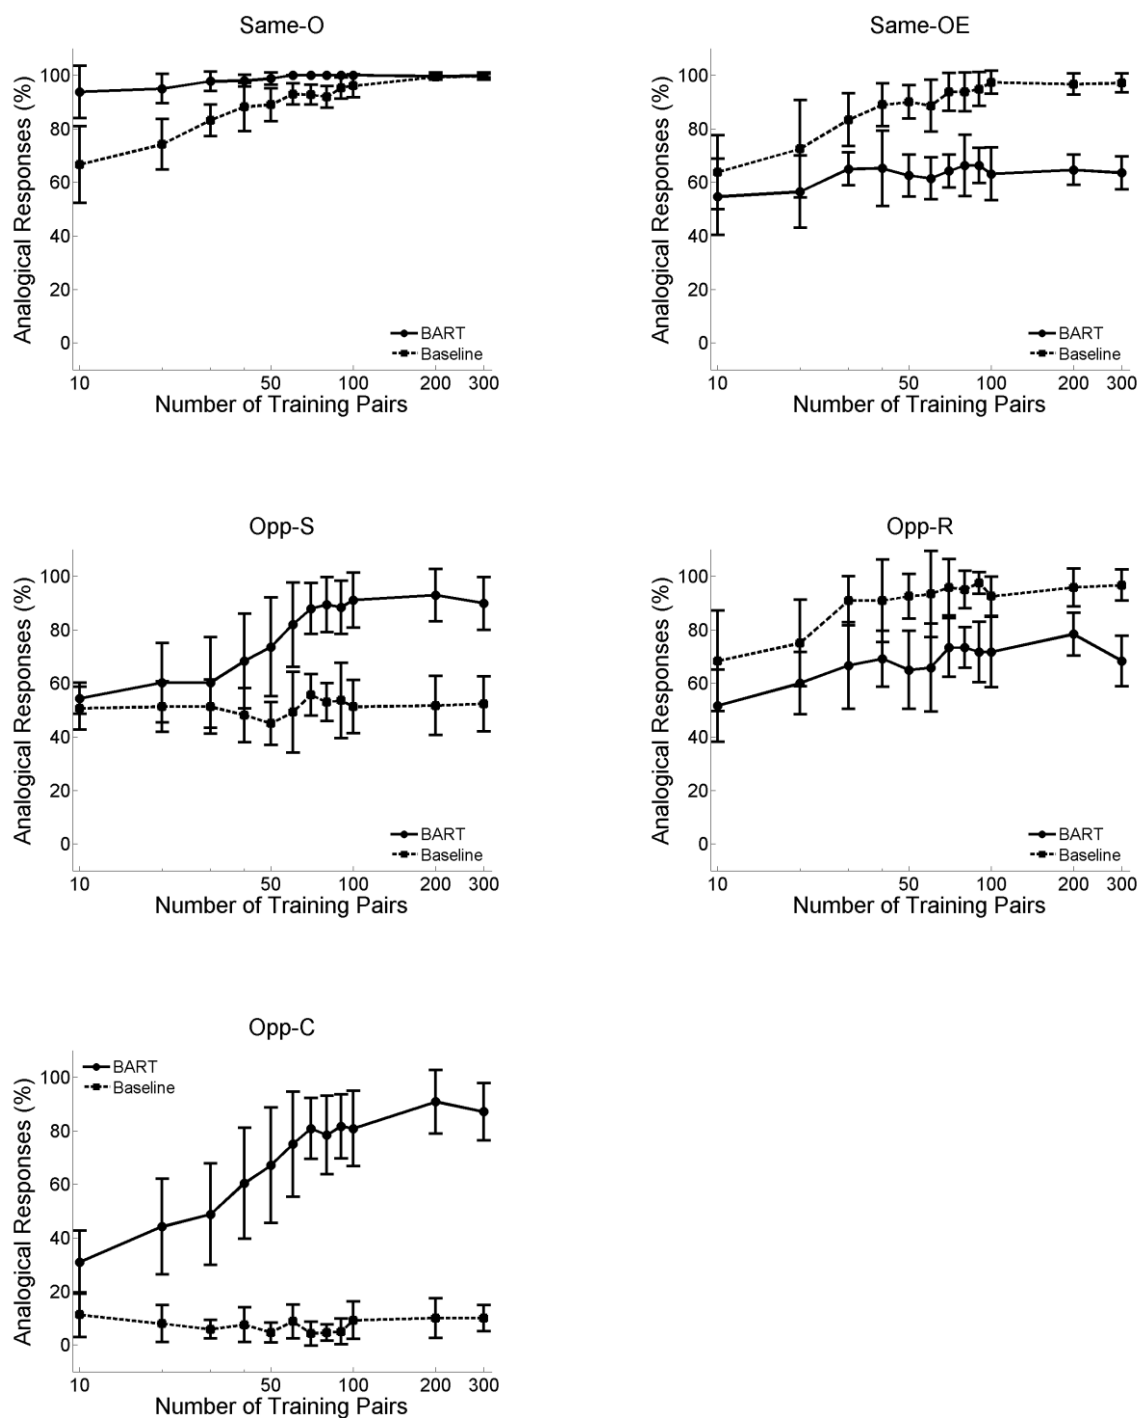 Same-O
Analogical Responses (%)
100
80
60
40
20
0
BART
Baseline
10 50 100 200 300
Number of Training Pairs
Same-OE
Analogical Responses (%)
100
80
60
40
20
0
BART
Baseline
10 50 100 200 300
Number of Training Pairs
Opp-S
Analogical Responses (%)
100
80
60
40
20
0
BART
Baseline
10 50 100 200 300
Number of Training Pairs
Opp-R
Analogical Responses (%)
100
80
60
40
20
0
BART
Baseline
10 50 100 200 300
Number of Training Pairs
Opp-C
BART
Baseline
Analogical Responses (%)
100
80
60
40
20
0
10 50 100 200 300
Number of Training Pairs